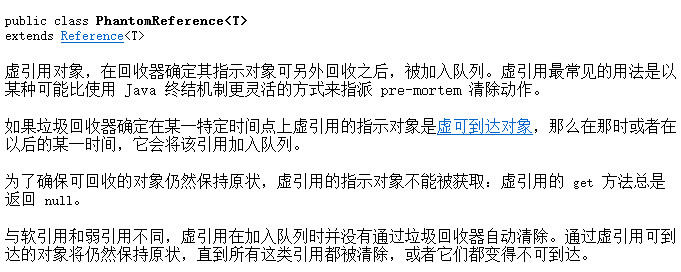 public class PhantomReference<T>
extends Reference<T>
虚引用对象，在回收器确定其指示对象可另外回收之后，被加入队列。虚引用最常见的用法是以
某种可能比使用 Java 终结机制更灵活的方式来指派 pre-mortem 清除动作。
如果垃圾回收器确定在某一特定时间点上虚引用的指示对象是虚可到达对象，那么在那时或者在
以后的某一时间，它会将该引用加入队列。
为了确保可回收的对象仍然保持原状，虚引用的指示对象不能被获取：虚引用的 get 方法总是
返回 null。
与软引用和弱引用不同，虚引用在加入队列时并没有通过垃圾回收器自动清除。通过虚引用可到
达的对象将仍然保持原状，直到所有这类引用都被清除，或者它们都变得不可到达。